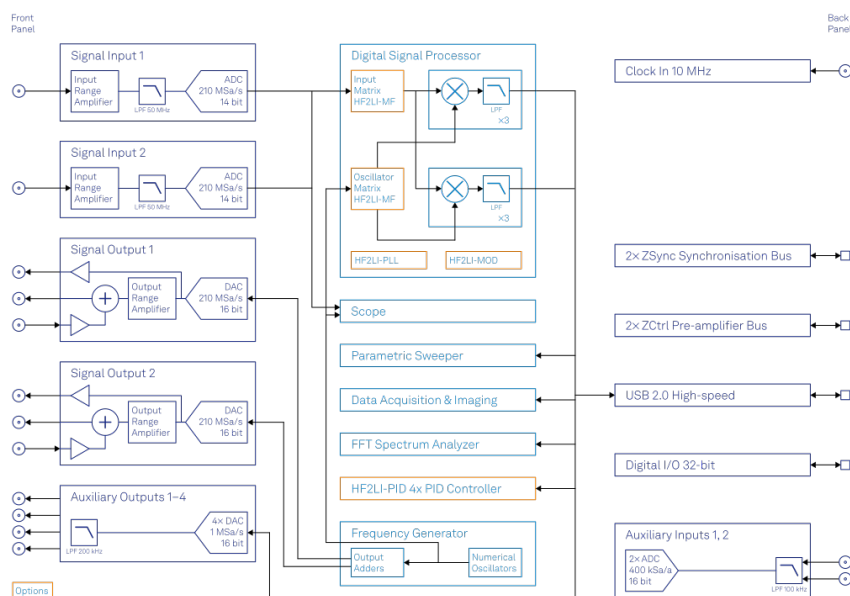 Front
Panel
Back
Panel
Signal Input 1
Input
Range
Amplifier
LPF 50 MHz
ADC
210 MSa/s
14 bit
Signal Input 2
Input
Range
Amplifier
LPF 50 MHz
ADC
210 MSa/s
14 bit
Signal Output 1
Output
Range
Amplifier
DAC
210 MSa/s
16 bit
Signal Output 2
Output
Range
Amplifier
DAC
210 MSa/s
16 bit
Auxiliary Outputs 1–4
LPF 200 kHz
4× DAC
1 MSa/s
16 bit
Options
Digital Signal Processor
Input
Matrix
HF2LI-MF
LPF
×3
Oscillator
Matrix
HF2LI-MF
LPF
×3
HF2LI-PLL
HF2LI-MOD
Scope
Parametric Sweeper
Data Acquisition & Imaging
FFT Spectrum Analyzer
HF2LI-PID 4x PID Controller
Frequency Generator
Output
Adders
Numerical
Oscillators
Clock In 10 MHz
2× ZSync Synchronisation Bus
2× ZCtrl Pre-amplifier Bus
USB 2.0 High-speed
Digital I/O 32-bit
Auxiliary Inputs 1, 2
2× ADC
400 kSa/a
16 bit
LPF 100 kHz